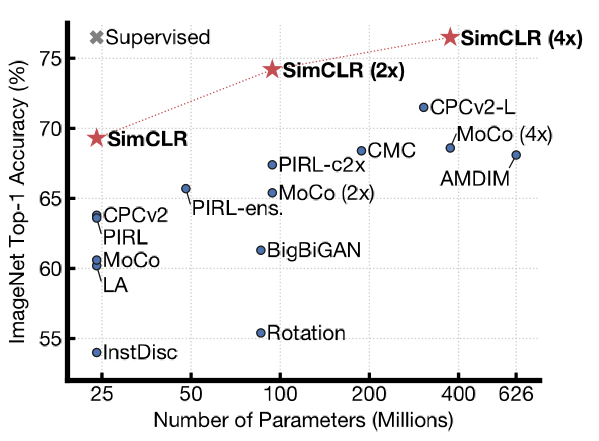 ImageNet Top-1 Accuracy (%)
75
70
65
60
55
Supervised
SimCLR (4x)
SimCLR (2x)
SimCLR
CPCv2-L
MoCo (4x)
CMC
AMDIM
PIRL-c2x
MoCo (2x)
PIRL-ens.
CPCv2
PIRL
MoCo
LA
BigBiGAN
Rotation
InstDisc
25 50 100 200 400 626
Number of Parameters (Millions)